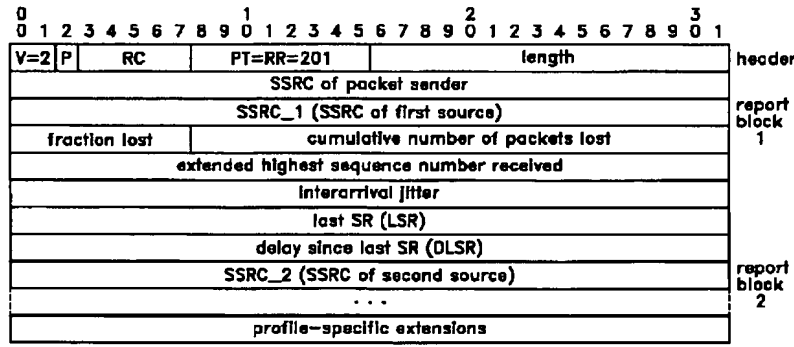 0 1 2 3
0 1 2 3 4 5 6 7 8 9 0 1 2 3 4 5 6 7 8 9 0 1 2 3 4 5 6 7 8 9 0 1
V=2 P RC PT=RR=201 length header
SSRC of packet sender
SSRC_1 (SSRC of first source) report block 1
fraction lost cumulative number of packets lost
extended highest sequence number received
interarrival jitter
last SR (LSR)
delay since last SR (DLSR)
SSRC_2 (SSRC of second source) report block 2
. . .
profile-specific extensions